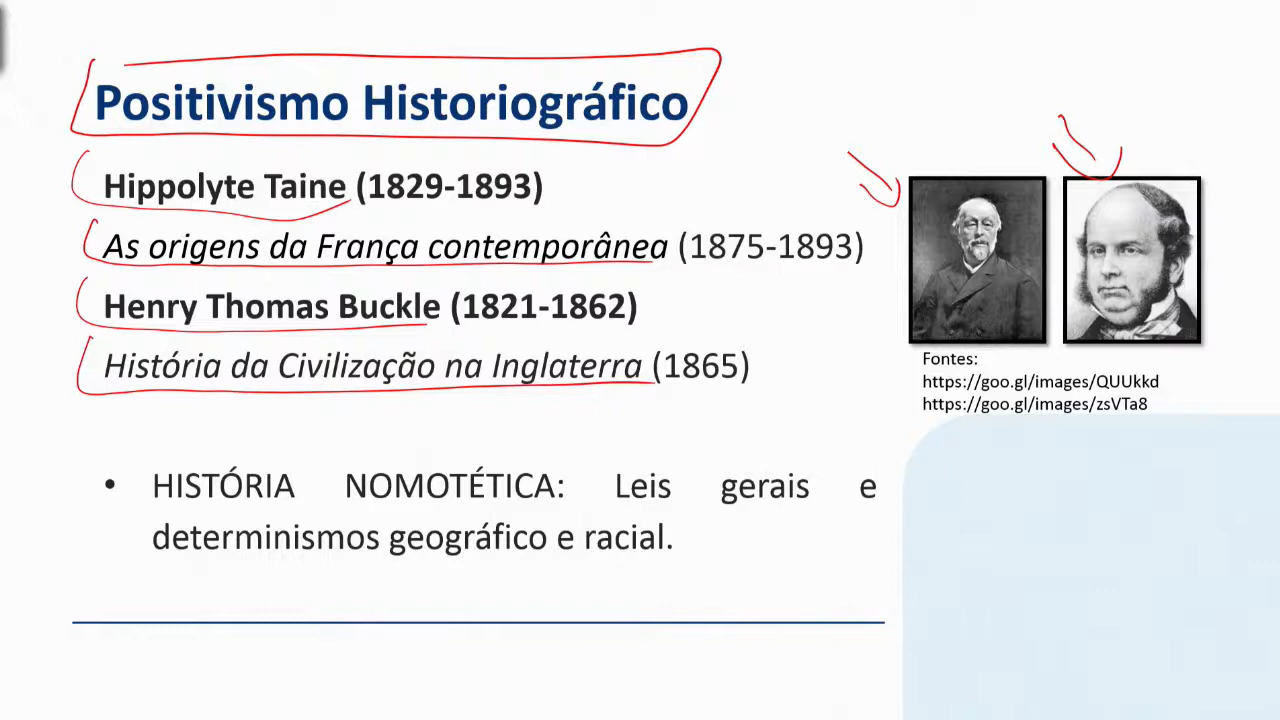 Positivismo Historiográfico
Hippolyte Taine (1829-1893)
As origens da França contemporânea (1875-1893)
Henry Thomas Buckle (1821-1862)
História da Civilização na Inglaterra (1865)
Fontes:
https://goo.gl/images/QUUkkd
https://goo.gl/images/zsVTa8
• HISTÓRIA NOMOTÉTICA: Leis gerais e
determinismos geográfico e racial.